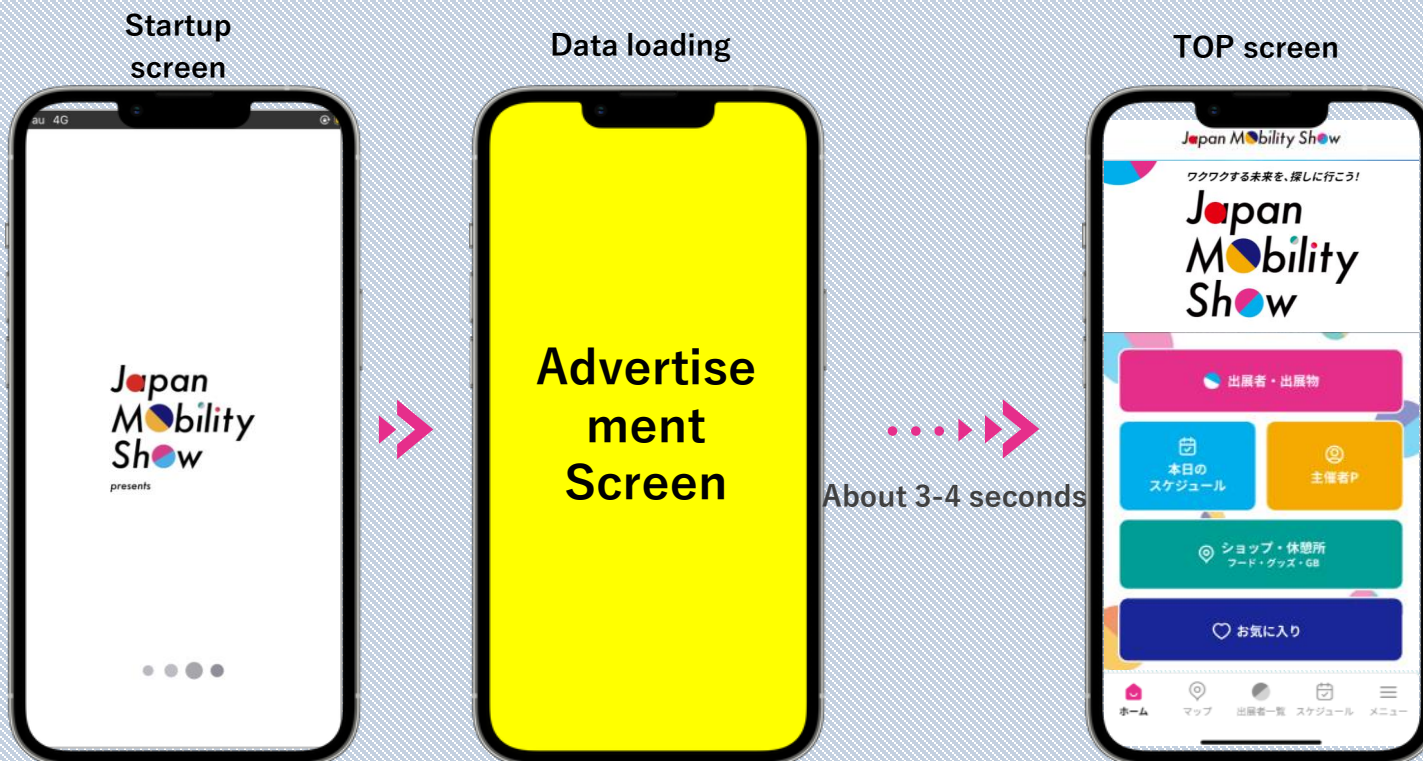 Startup
screen
Data loading
TOP screen
au 4G
Japan
Mobility
Show
presents
Advertise
ment
Screen
About 3-4 seconds
Japan Mobility Show
ワクワクする未来を、探しに行こう!
Japan
Mobility
Show
出展者・出展物
本日の
スケジュール
主催者P
ショップ・休憩所
フード・グッズ・GB
お気に入り
ホーム
マップ
出展者一覧
スケジュール
メニュー